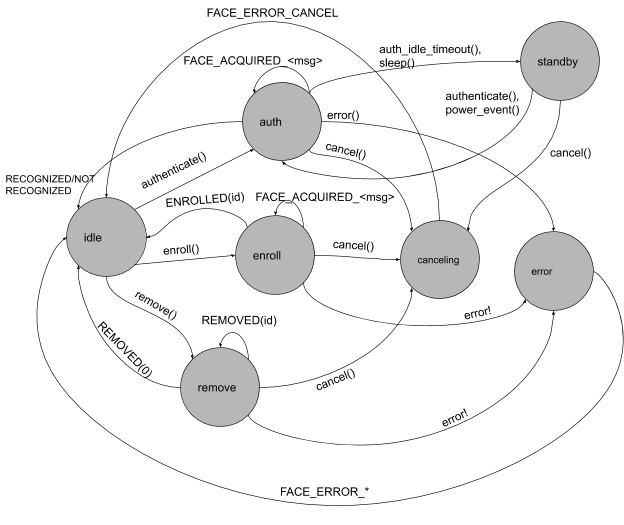 FACE_ERROR_CANCEL
auth_idle_timeout(),
sleep()
standby
FACE_ACQUIRED_<msg>
authenticate(),
power_event()
auth
error()
cancel()
cancel()
RECOGNIZED/NOT
RECOGNIZED
authenticate()
ENROLLED(id)
FACE_ACQUIRED_<msg>
idle
enroll()
enroll
cancel()
canceling
error
remove()
error!
REMOVED(id)
REMOVED(0)
remove
cancel()
error!
FACE_ERROR_*